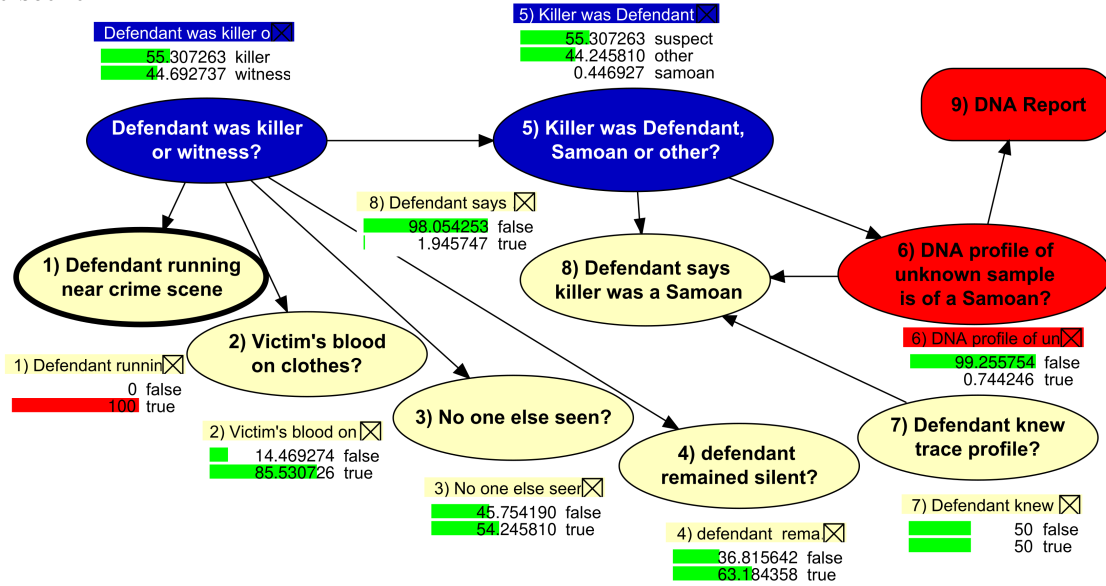 Defendant was killer o
55.307263 killer
44.692737 witness
5) Killer was Defendant
55.307263 suspect
44.245810 other
0.446927 samoan
9) DNA Report
Defendant was killer
or witness?
5) Killer was Defendant,
Samoan or other?
8) Defendant says
98.054253 false
1.945747 true
1) Defendant running
near crime scene
8) Defendant says
killer was a Samoan
6) DNA profile of
unknown sample
is of a Samoan?
6) DNA profile of un
99.255754 false
0.744246 true
2) Victim's blood
on clothes?
1) Defendant runnin
0 false
100 true
3) No one else seen?
2) Victim's blood on
14.469274 false
85.530726 true
4) defendant
remained silent?
7) Defendant knew
trace profile?
3) No one else seer
45.754190 false
54.245810 true
4) defendant rema.
36.815642 false
63.184358 true
7) Defendant knew
50 false
50 true